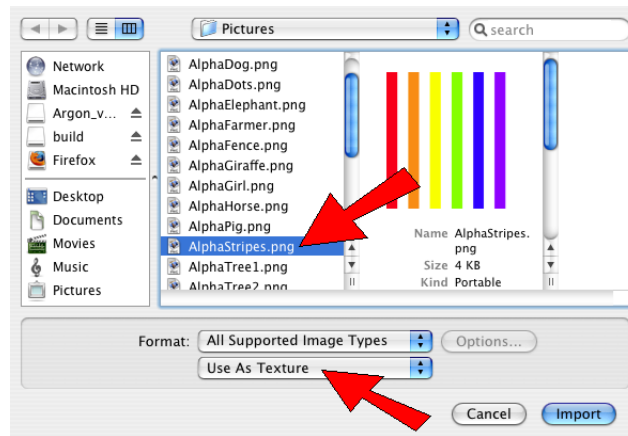 Pictures
search
Network
Macintosh HD
Argon_v...
build
Firefox
Desktop
Documents
Movies
Music
Pictures
AlphaDog.png
AlphaDots.png
AlphaElephant.png
AlphaFarmer.png
AlphaFence.png
AlphaGiraffe.png
AlphaGirl.png
AlphaHorse.png
AlphaPig.png
AlphaStripes.png
AlphaTree1.png
AlphaTree2.png
Name AlphaStripes.
png
Size 4 KB
Kind Portable
Format: All Supported Image Types Options...
Use As Texture
Cancel Import